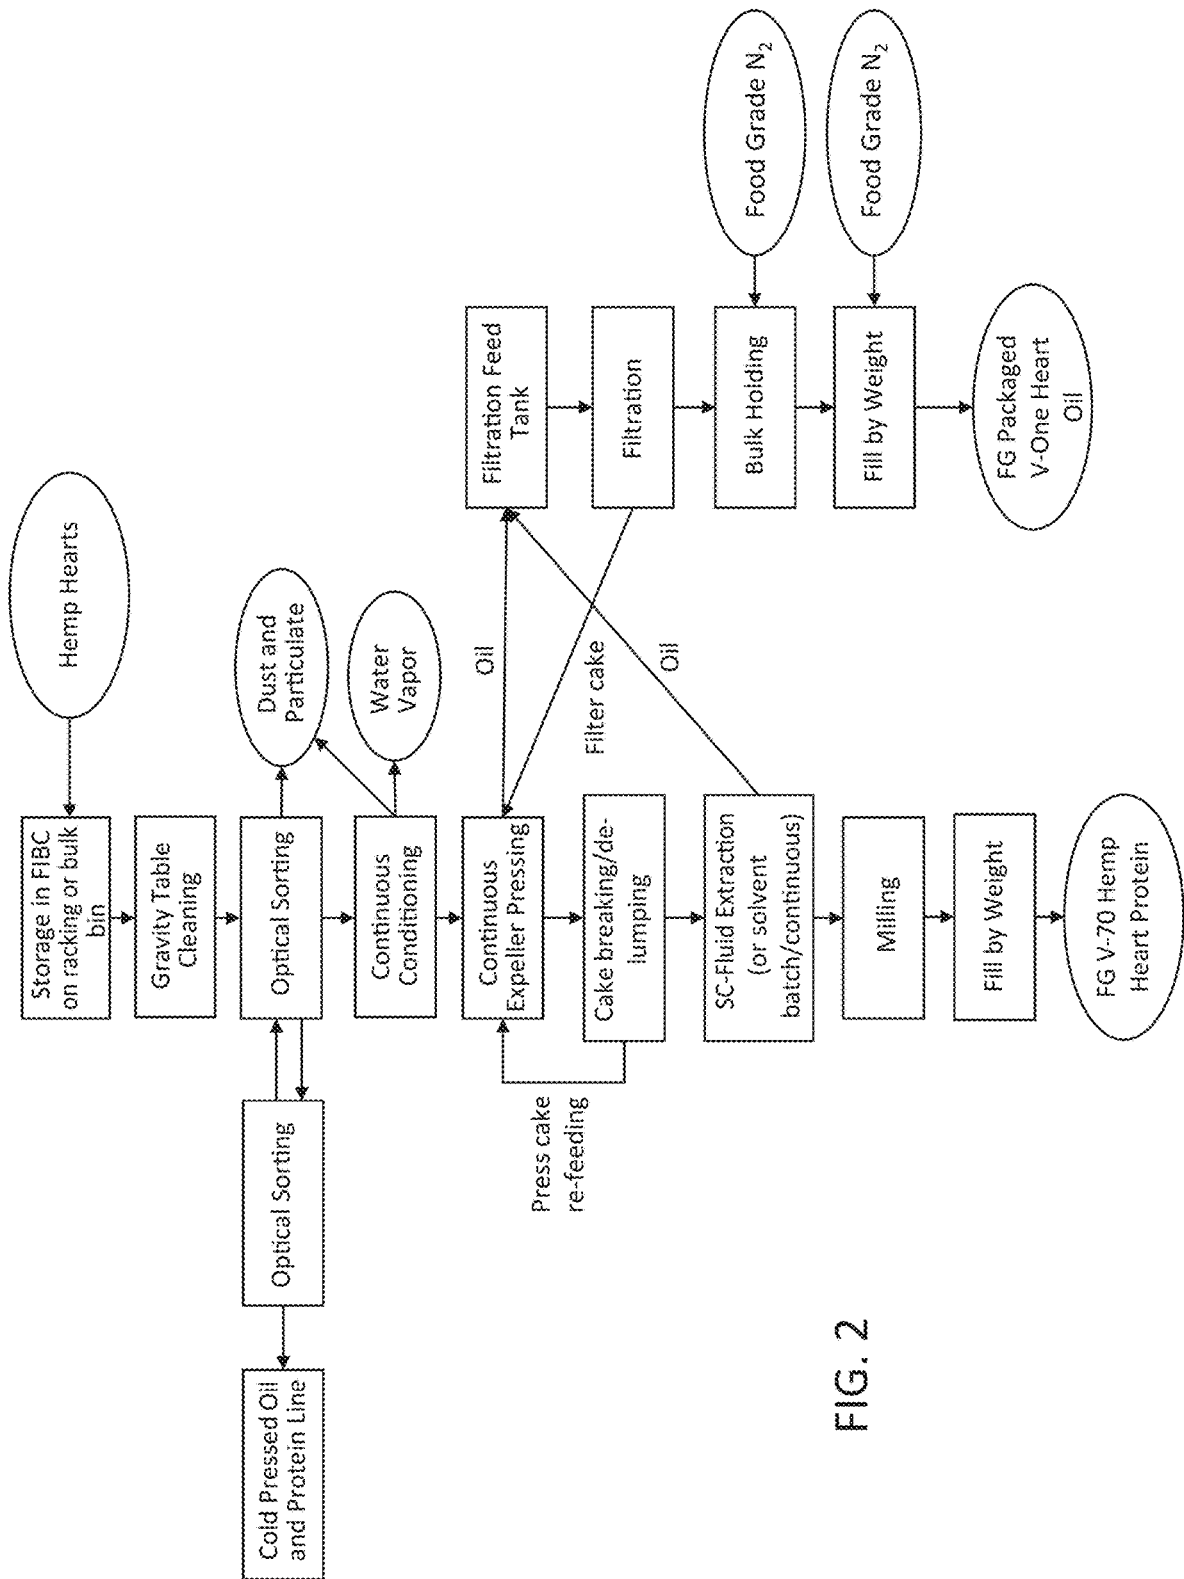 Hemp Hearts
Storage in FIBC
on racking or bulk
bin
Gravity Table
Cleaning
Cold Pressed Oil
and Protein Line
Optical Sorting
Optical Sorting
Dust and
Particulate
Continuous
Conditioning
Water
Vapor
Continuous
Expeller Pressing
Oil
Filtration Feed
Tank
Press cake
re-feeding
Cake breaking/de-
lumping
Filter cake
Filtration
Oil
SC-Fluid Extraction
(or solvent
batch/continuous)
Bulk Holding
Food Grade N₂
Milling
Fill by Weight
Food Grade N₂
Fill by Weight
FG Packaged
V-One Heart
Oil
FG V-70 Hemp
Heart Protein
FIG. 2